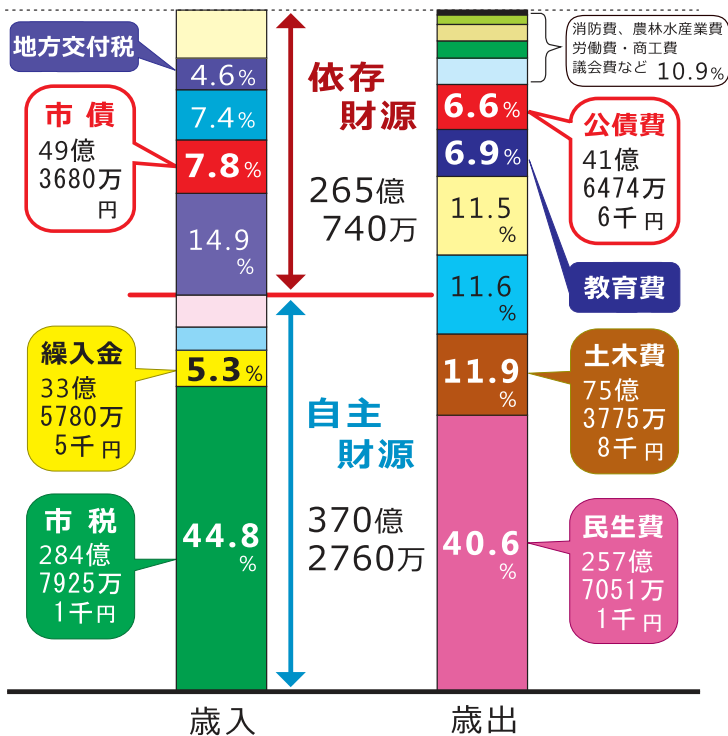 地方交付税
市債
49億
3680万
円
繰入金
33億
5780万
5千円
市税
284億
7925万
1千円
4.6%
7.4%
7.8%
14.9
%
5.3%
44.8
%
歳入
依存
財源
265億
740万
自主
財源
370億
2760万
消防費、農林水産業費
労働費・商工費
議会費など 10.9%
6.6%
6.9%
11.5
%
11.6
%
11.9
%
40.6
%
歳出
公債費
41億
6474万
6千円
教育費
土木費
75億
3775万
8千円
民生費
257億
7051万
1千円